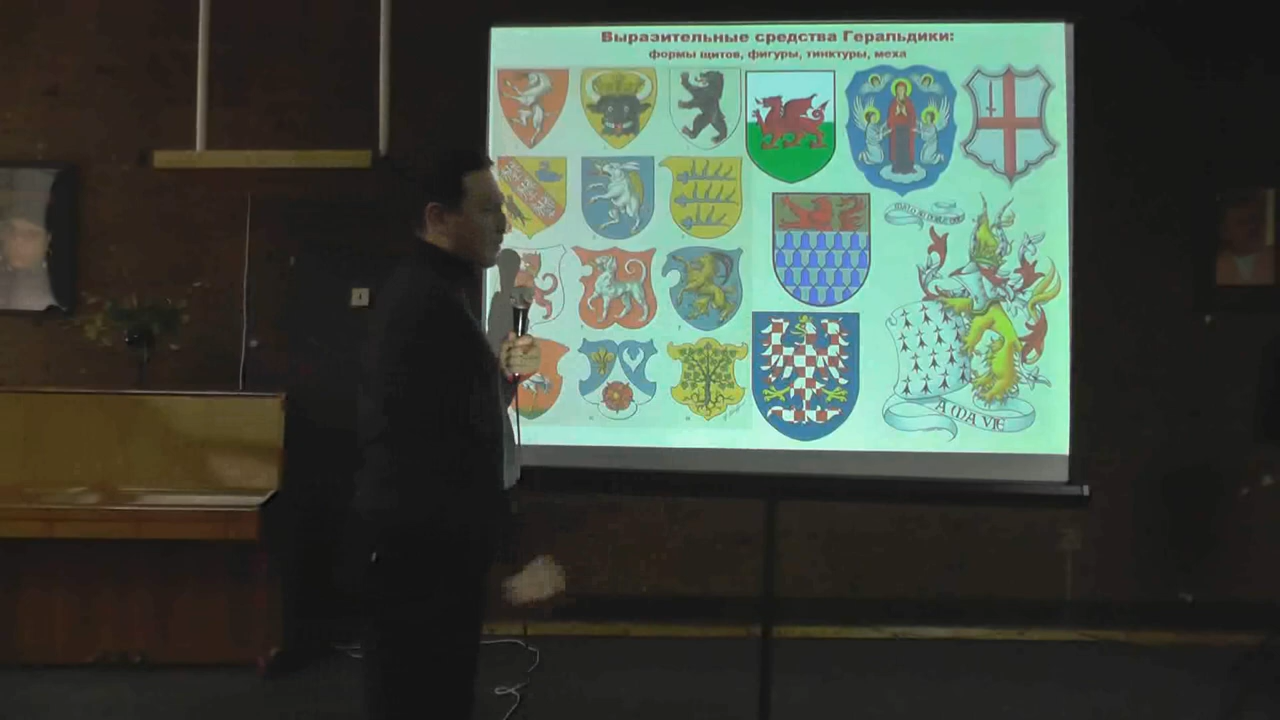 Выразительные средства Геральдики:
формы щитов, фигуры, тинктуры, меха
A MA VIE